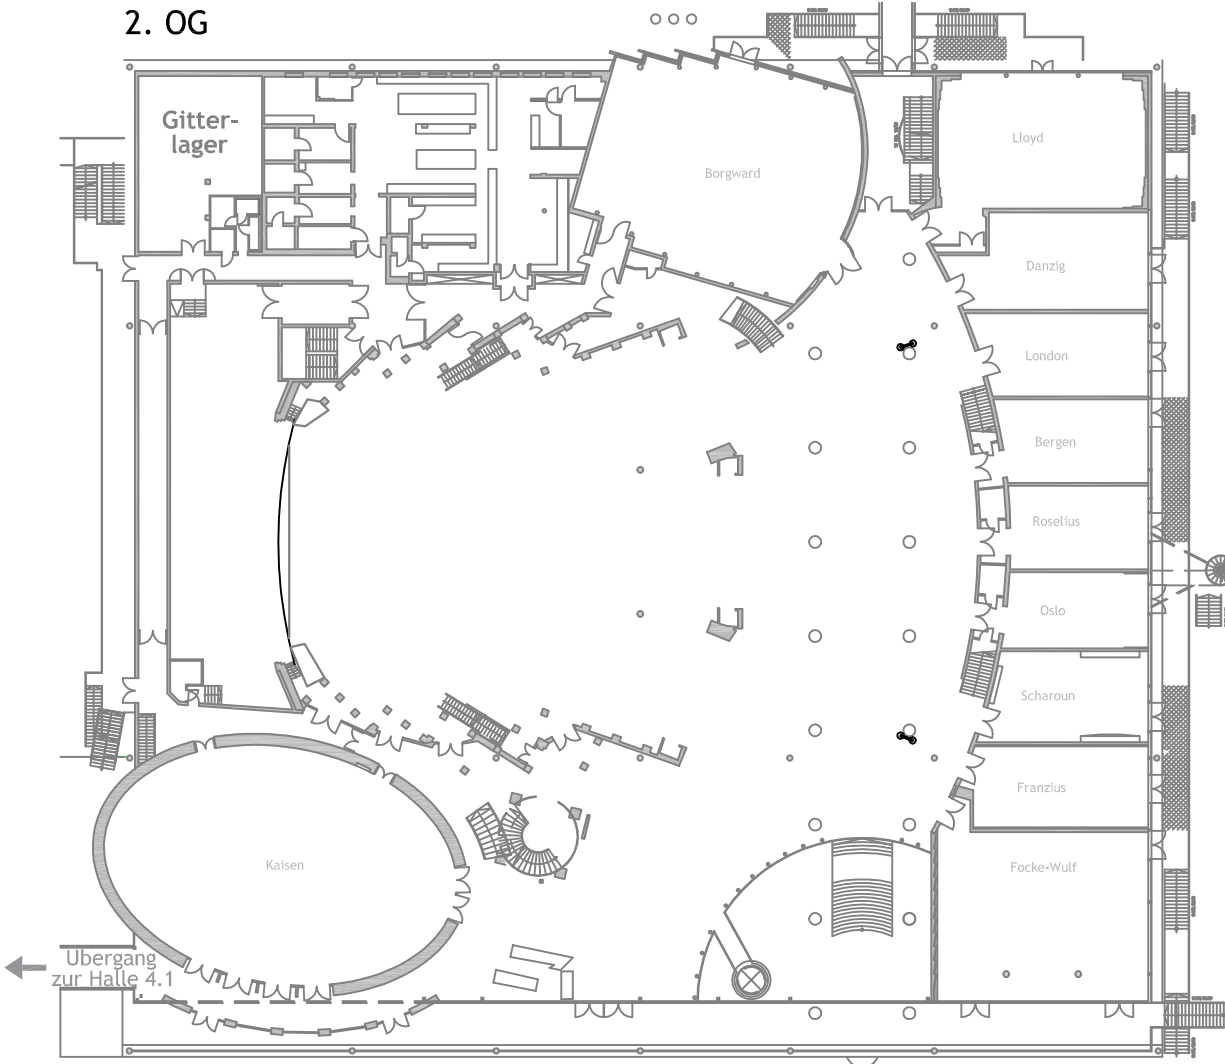 2. OG
Gitter-
lager
Borgward
Lloyd
Danzig
London
Bergen
Roselius
Oslo
Scharoun
Franzius
Focke-Wulf
Kaisen
Übergang
zur Halle 4.1